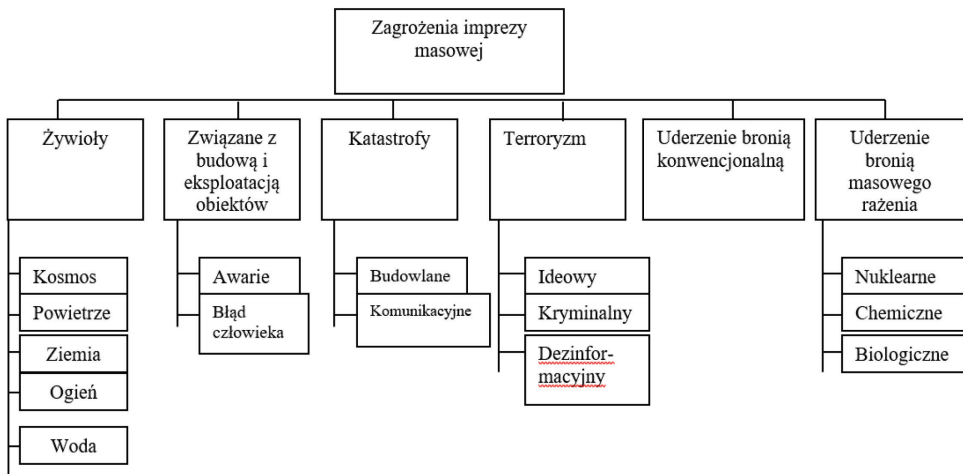 Zagrożenia imprezy
masowej
Żywioły
Związane z
budową i
eksploatacją
obiektów
Katastrofy
Terroryzm
Uderzenie bronią
konwencjonalną
Uderzenie
bronią
masowego
rażenia
Kosmos
Powietrze
Ziemia
Ogień
Woda
Awarie
Błąd
człowieka
Budowlane
Komunikacyjne
Ideowy
Kryminalny
Dezinfor-
macyjny
Nuklearne
Chemiczne
Biologiczne